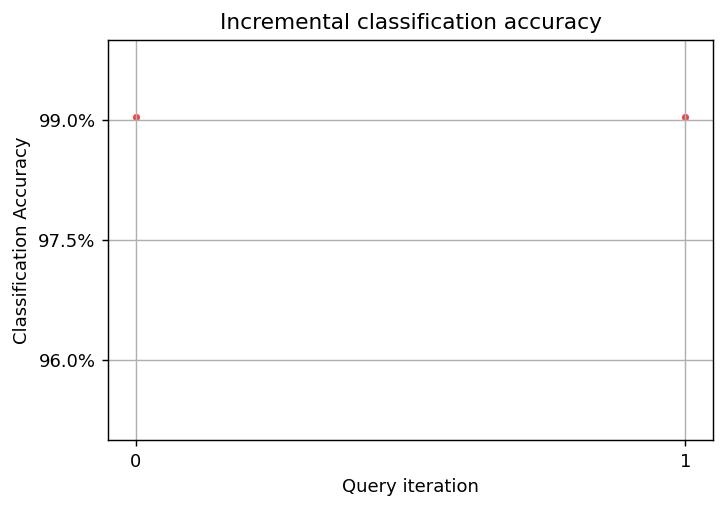 Incremental classification accuracy
Classification Accuracy
99.0%
97.5%
96.0%
0 1
Query iteration